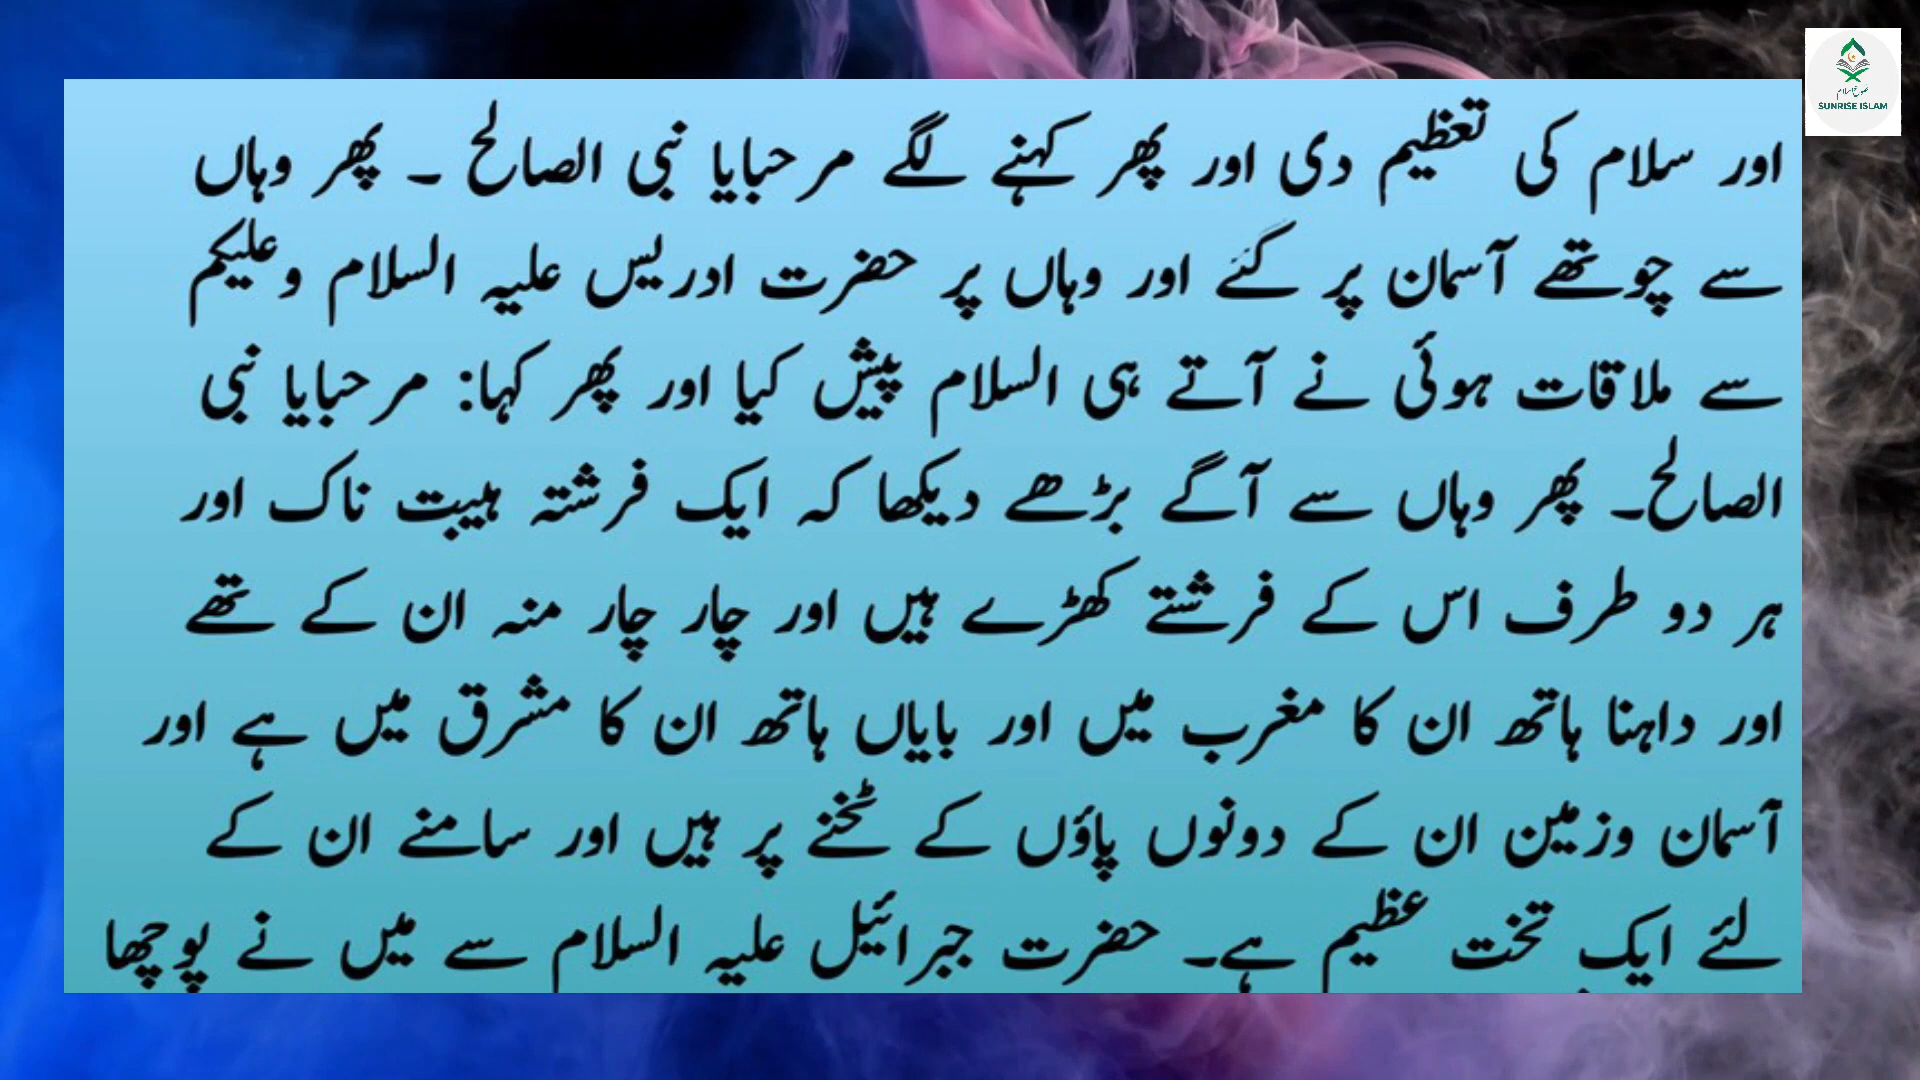 اور سلام کی تعظیم دی اور پھر کہنے لگے مرحبایا نبی الصالح ۔ پھر وہاں
سے چوتھے آسمان پر گئے اور وہاں پر حضرت ادریس علیہ السلام وعلیکم
سے ملاقات ہوئی نے آتے ہی السلام پیش کیا اور پھر کہا: مرحبایا نبی
الصالح۔ پھر وہاں سے آگے بڑھے دیکھا کہ ایک فرشتہ ہیبت ناک اور
ہر دو طرف اس کے فرشتے کھڑے ہیں اور چار چار منہ ان کے تھے
اور داہنا ہاتھ ان کا مغرب میں اور بایاں ہاتھ ان کا مشرق میں ہے اور
آسمان وزمین ان کے دونوں پاؤں کے ٹخنے پر ہیں اور سامنے ان کے
لئے ایک تخت عظیم ہے۔ حضرت جبرائیل علیہ السلام سے میں نے پوچھا
SUNRISE ISLAM